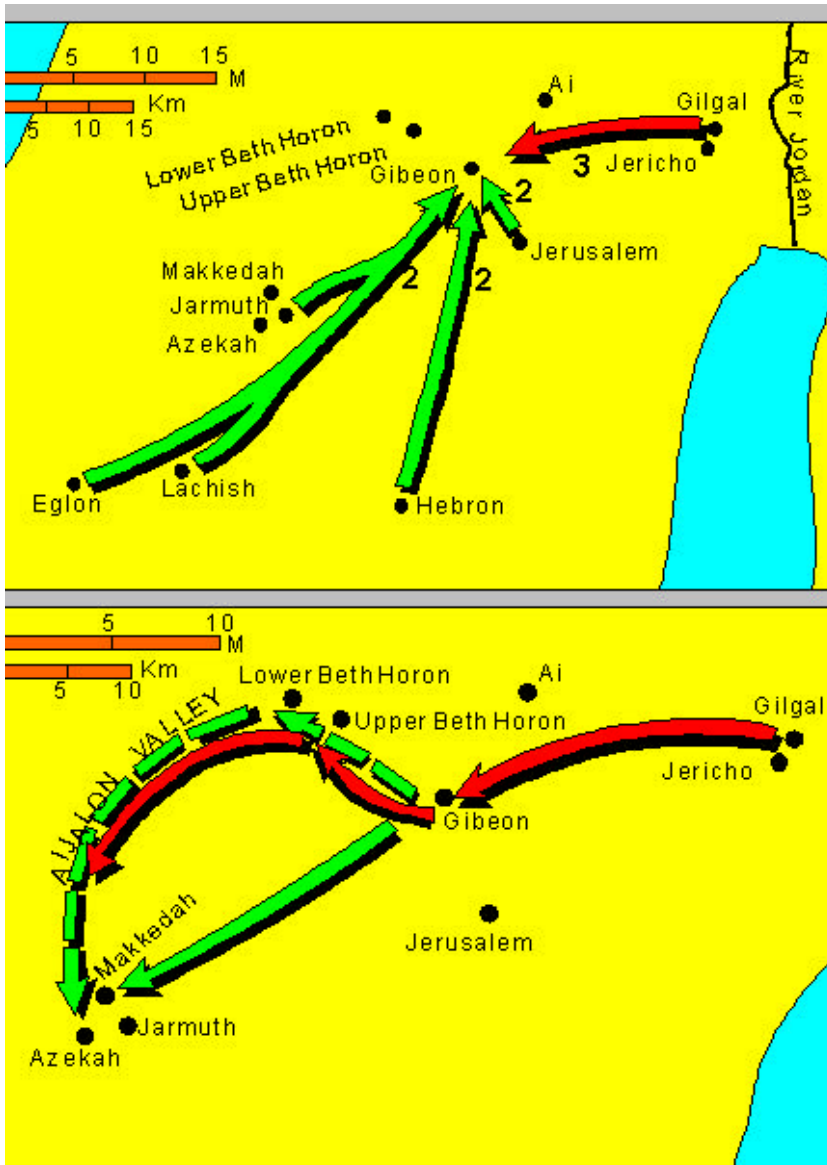 5 10 15
M
Km
5 10 15
Ai
Gilgal
River Jorden
Lower Beth Horon
Upper Beth Horon
Gibeon
3
Jericho
2
Jerusalem
Makkedah
2
2
Jarmuth
Azekah
Eglon
Lachish
Hebron
5 10
M
Km
5 10
Lower Beth Horon
Ai
AIJALON VALLEY
Upper Beth Horon
Gilgal
Jericho
Gibeon
Makkedah
Jerusalem
Jarmuth
Azekah